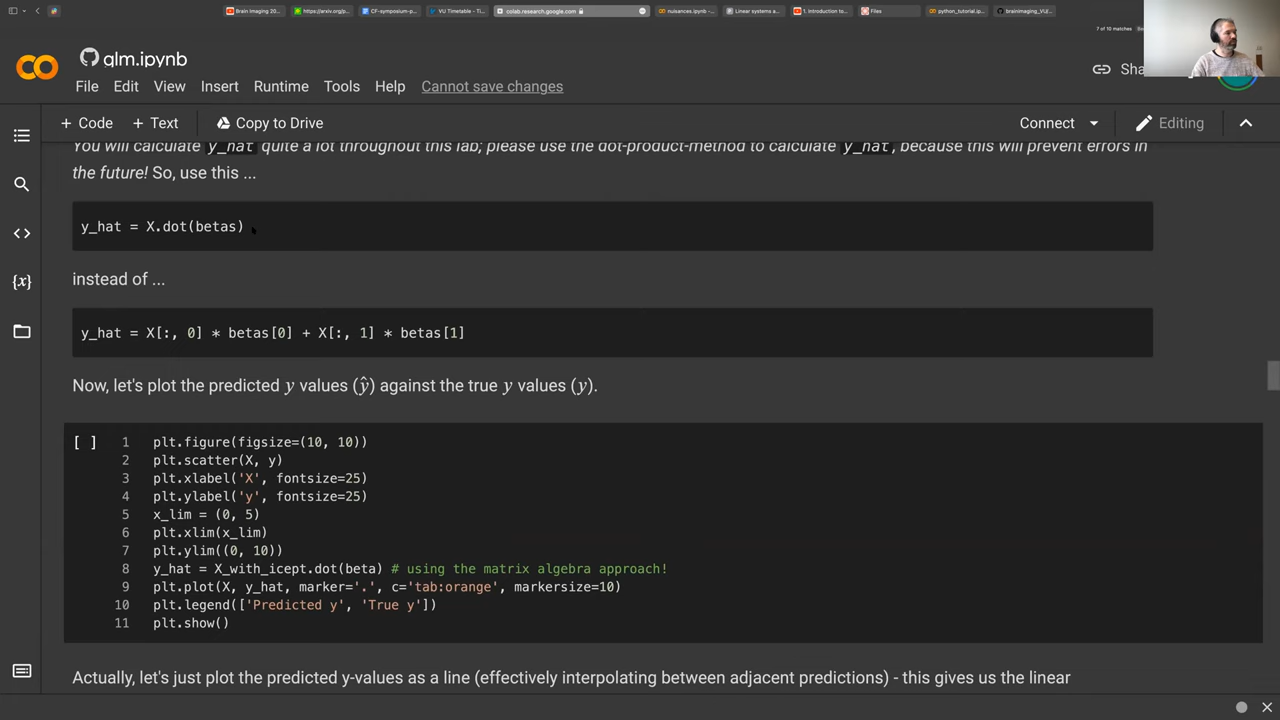 Brain Imaging 20...
https://arxiv.org/p...
CF-symposium-p...
VU Timetable - Ti...
colab.research.google.com
nuisances.ipynb -...
Linear systems a...
1. Introduction to...
Files
python_tutorial.ip...
brainimaging_VU/...
7 of 10 matches
glm.ipynb
File Edit View Insert Runtime Tools Help Cannot save changes
+ Code + Text Copy to Drive Connect Editing
You will calculate y_hat quite a lot throughout this lab; please use the dot-product-method to calculate y_hat, because this will prevent errors in
the future! So, use this ...
y_hat = X.dot(betas)
instead of ...
y_hat = X[:, 0] * betas[0] + X[:, 1] * betas[1]
Now, let's plot the predicted y values (ŷ) against the true y values (y).
[ ] 1 plt.figure(figsize=(10, 10))
2 plt.scatter(X, y)
3 plt.xlabel('X', fontsize=25)
4 plt.ylabel('y', fontsize=25)
5 x_lim = (0, 5)
6 plt.xlim(x_lim)
7 plt.ylim((0, 10))
8 y_hat = X_with_icept.dot(beta) # using the matrix algebra approach!
9 plt.plot(X, y_hat, marker='.', c='tab:orange', markersize=10)
10 plt.legend(['Predicted y', 'True y'])
11 plt.show()
Actually, let's just plot the predicted y-values as a line (effectively interpolating between adjacent predictions) - this gives us the linear